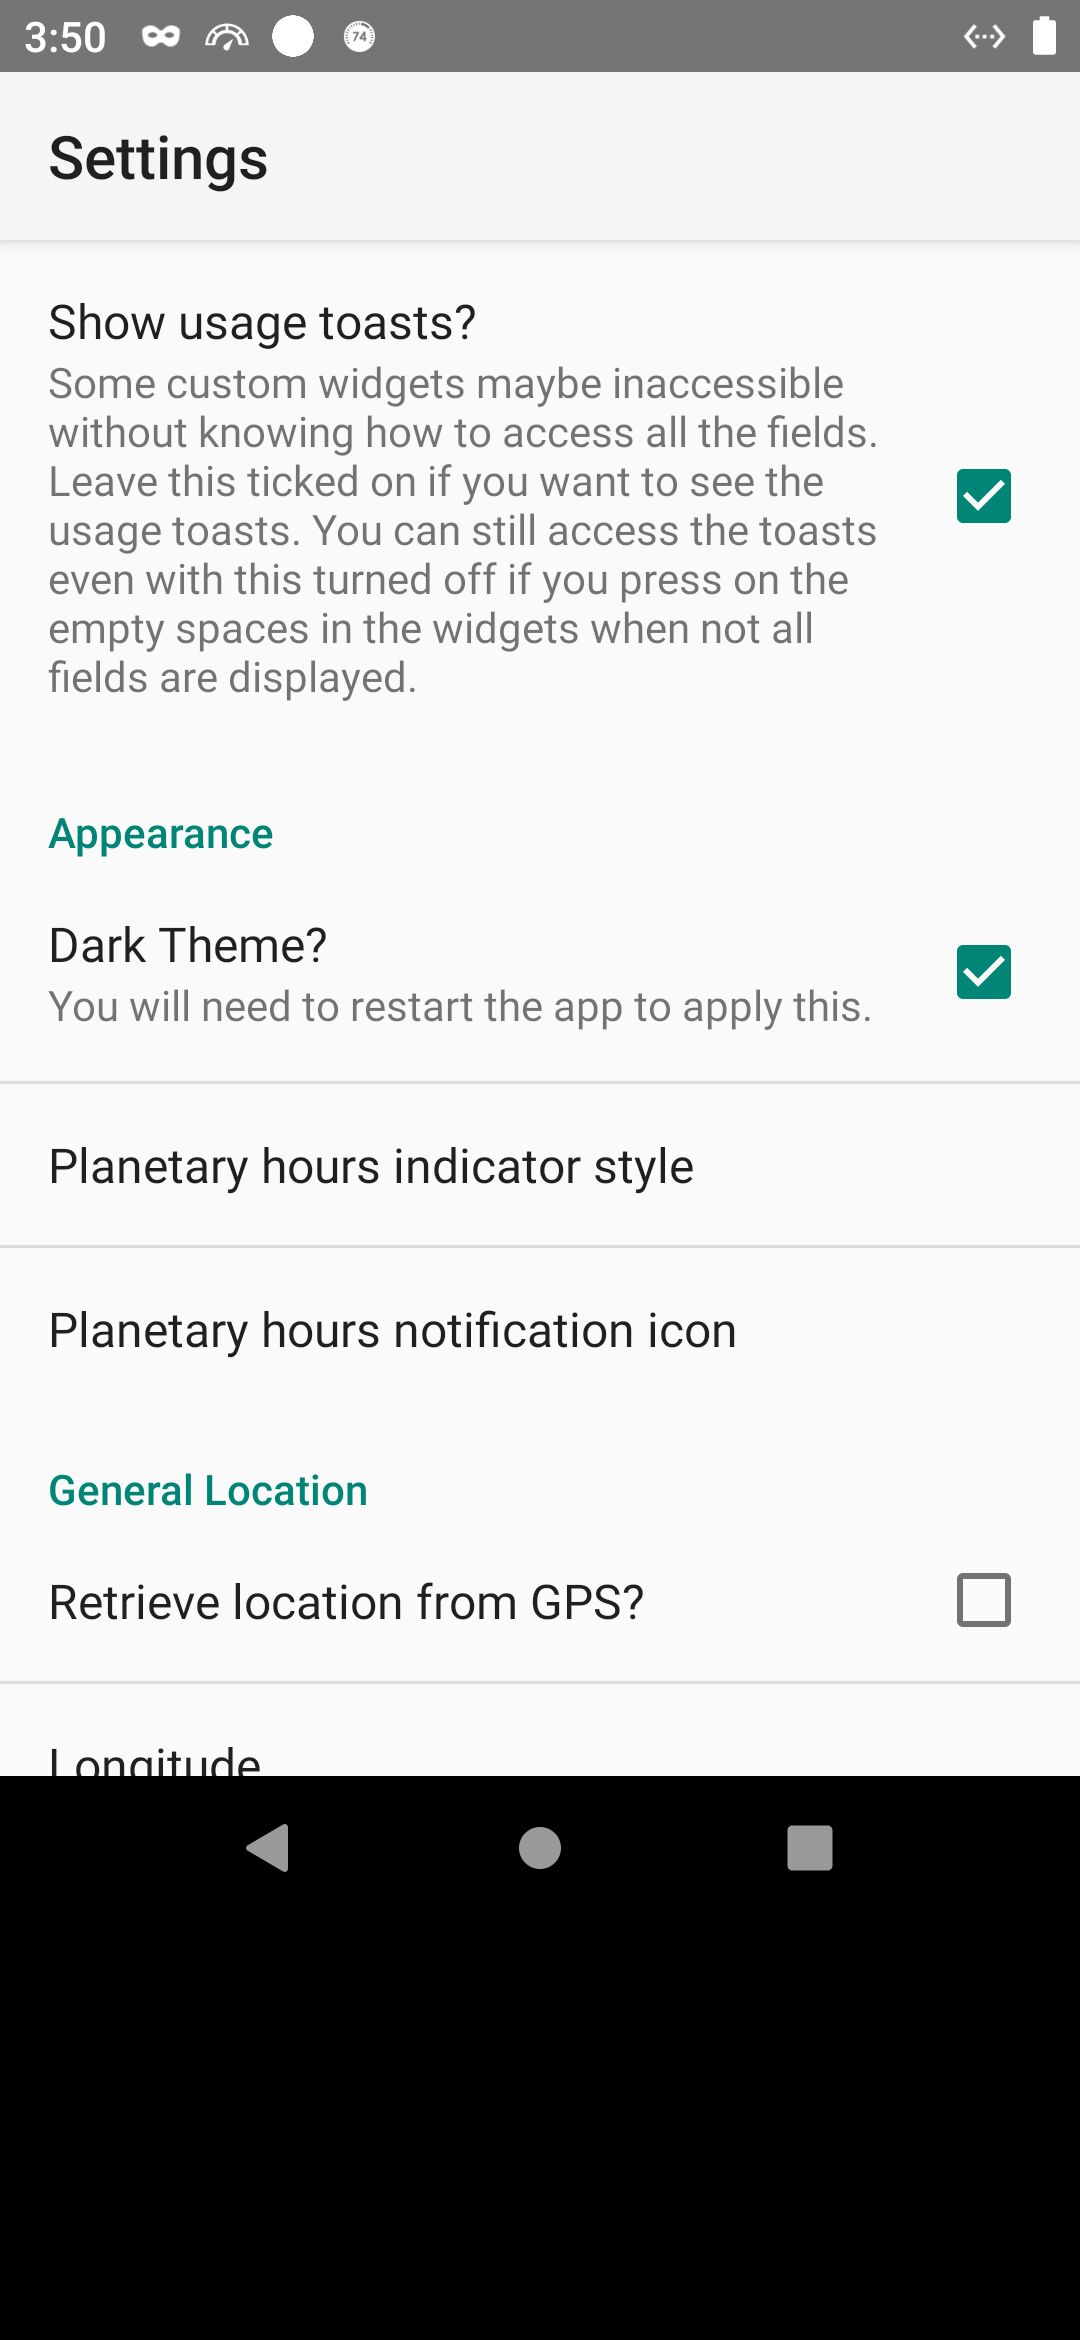 3:50
74
Settings
Show usage toasts?
Some custom widgets maybe inaccessible
without knowing how to access all the fields.
Leave this ticked on if you want to see the
usage toasts. You can still access the toasts
even with this turned off if you press on the
empty spaces in the widgets when not all
fields are displayed.
Appearance
Dark Theme?
You will need to restart the app to apply this.
Planetary hours indicator style
Planetary hours notification icon
General Location
Retrieve location from GPS?
Longitude